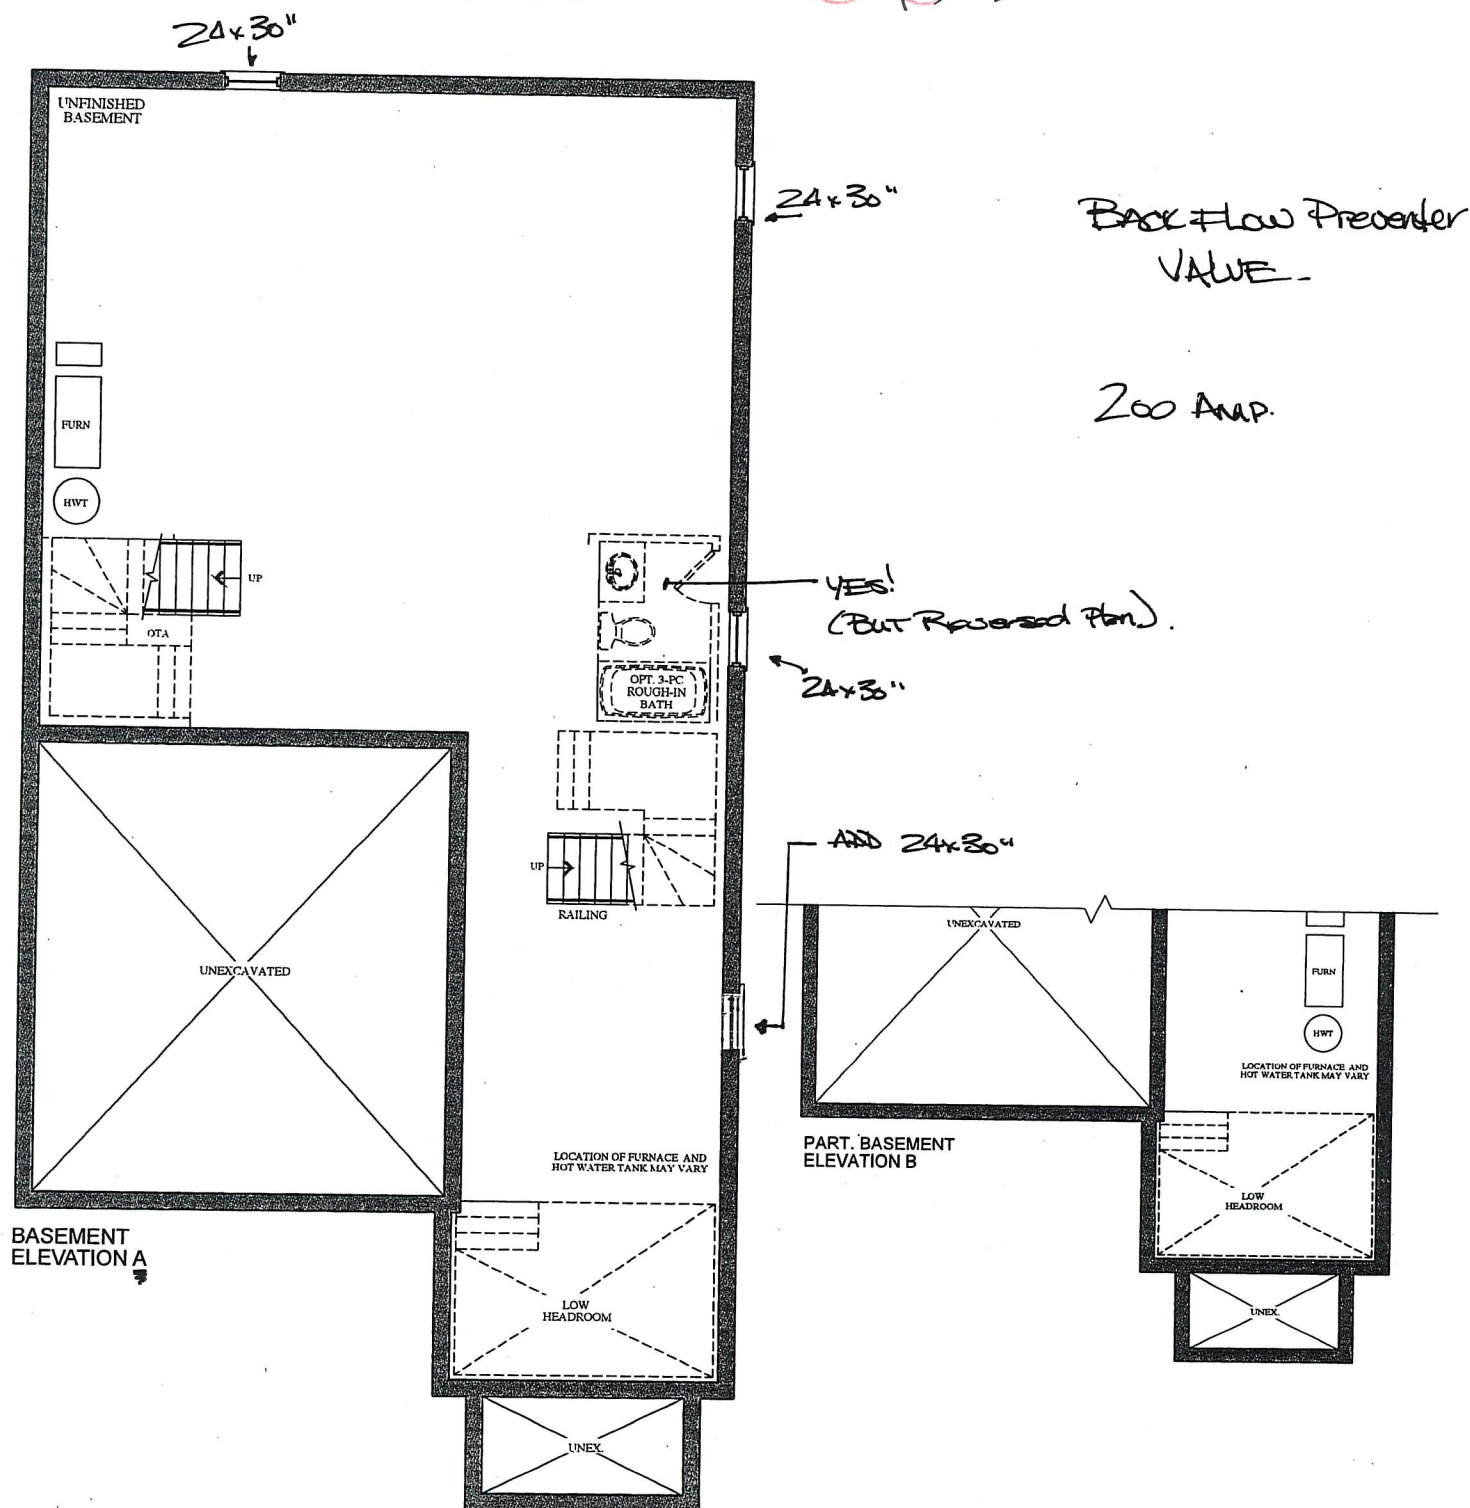 24x30"
UNFINISHED
BASEMENT
24x30"
BACK FLOW Preventer
VALUE-
200 AMP.
FURN
HWT
UP
OTA
YES!
(BUT Reversed Plan).
24x30"
OPT. 3-PC
ROUGH-IN
BATH
ADD 24x30"
UP
RAILING
UNEXCAVATED
UNEXCAVATED
FURN
HWT
LOCATION OF FURNACE AND
HOT WATER TANK MAY VARY
LOCATION OF FURNACE AND
HOT WATER TANK MAY VARY
PART. BASEMENT
ELEVATION B
LOW
HEADROOM
BASEMENT
ELEVATION A
LOW
HEADROOM
UNEX.
UNEX.